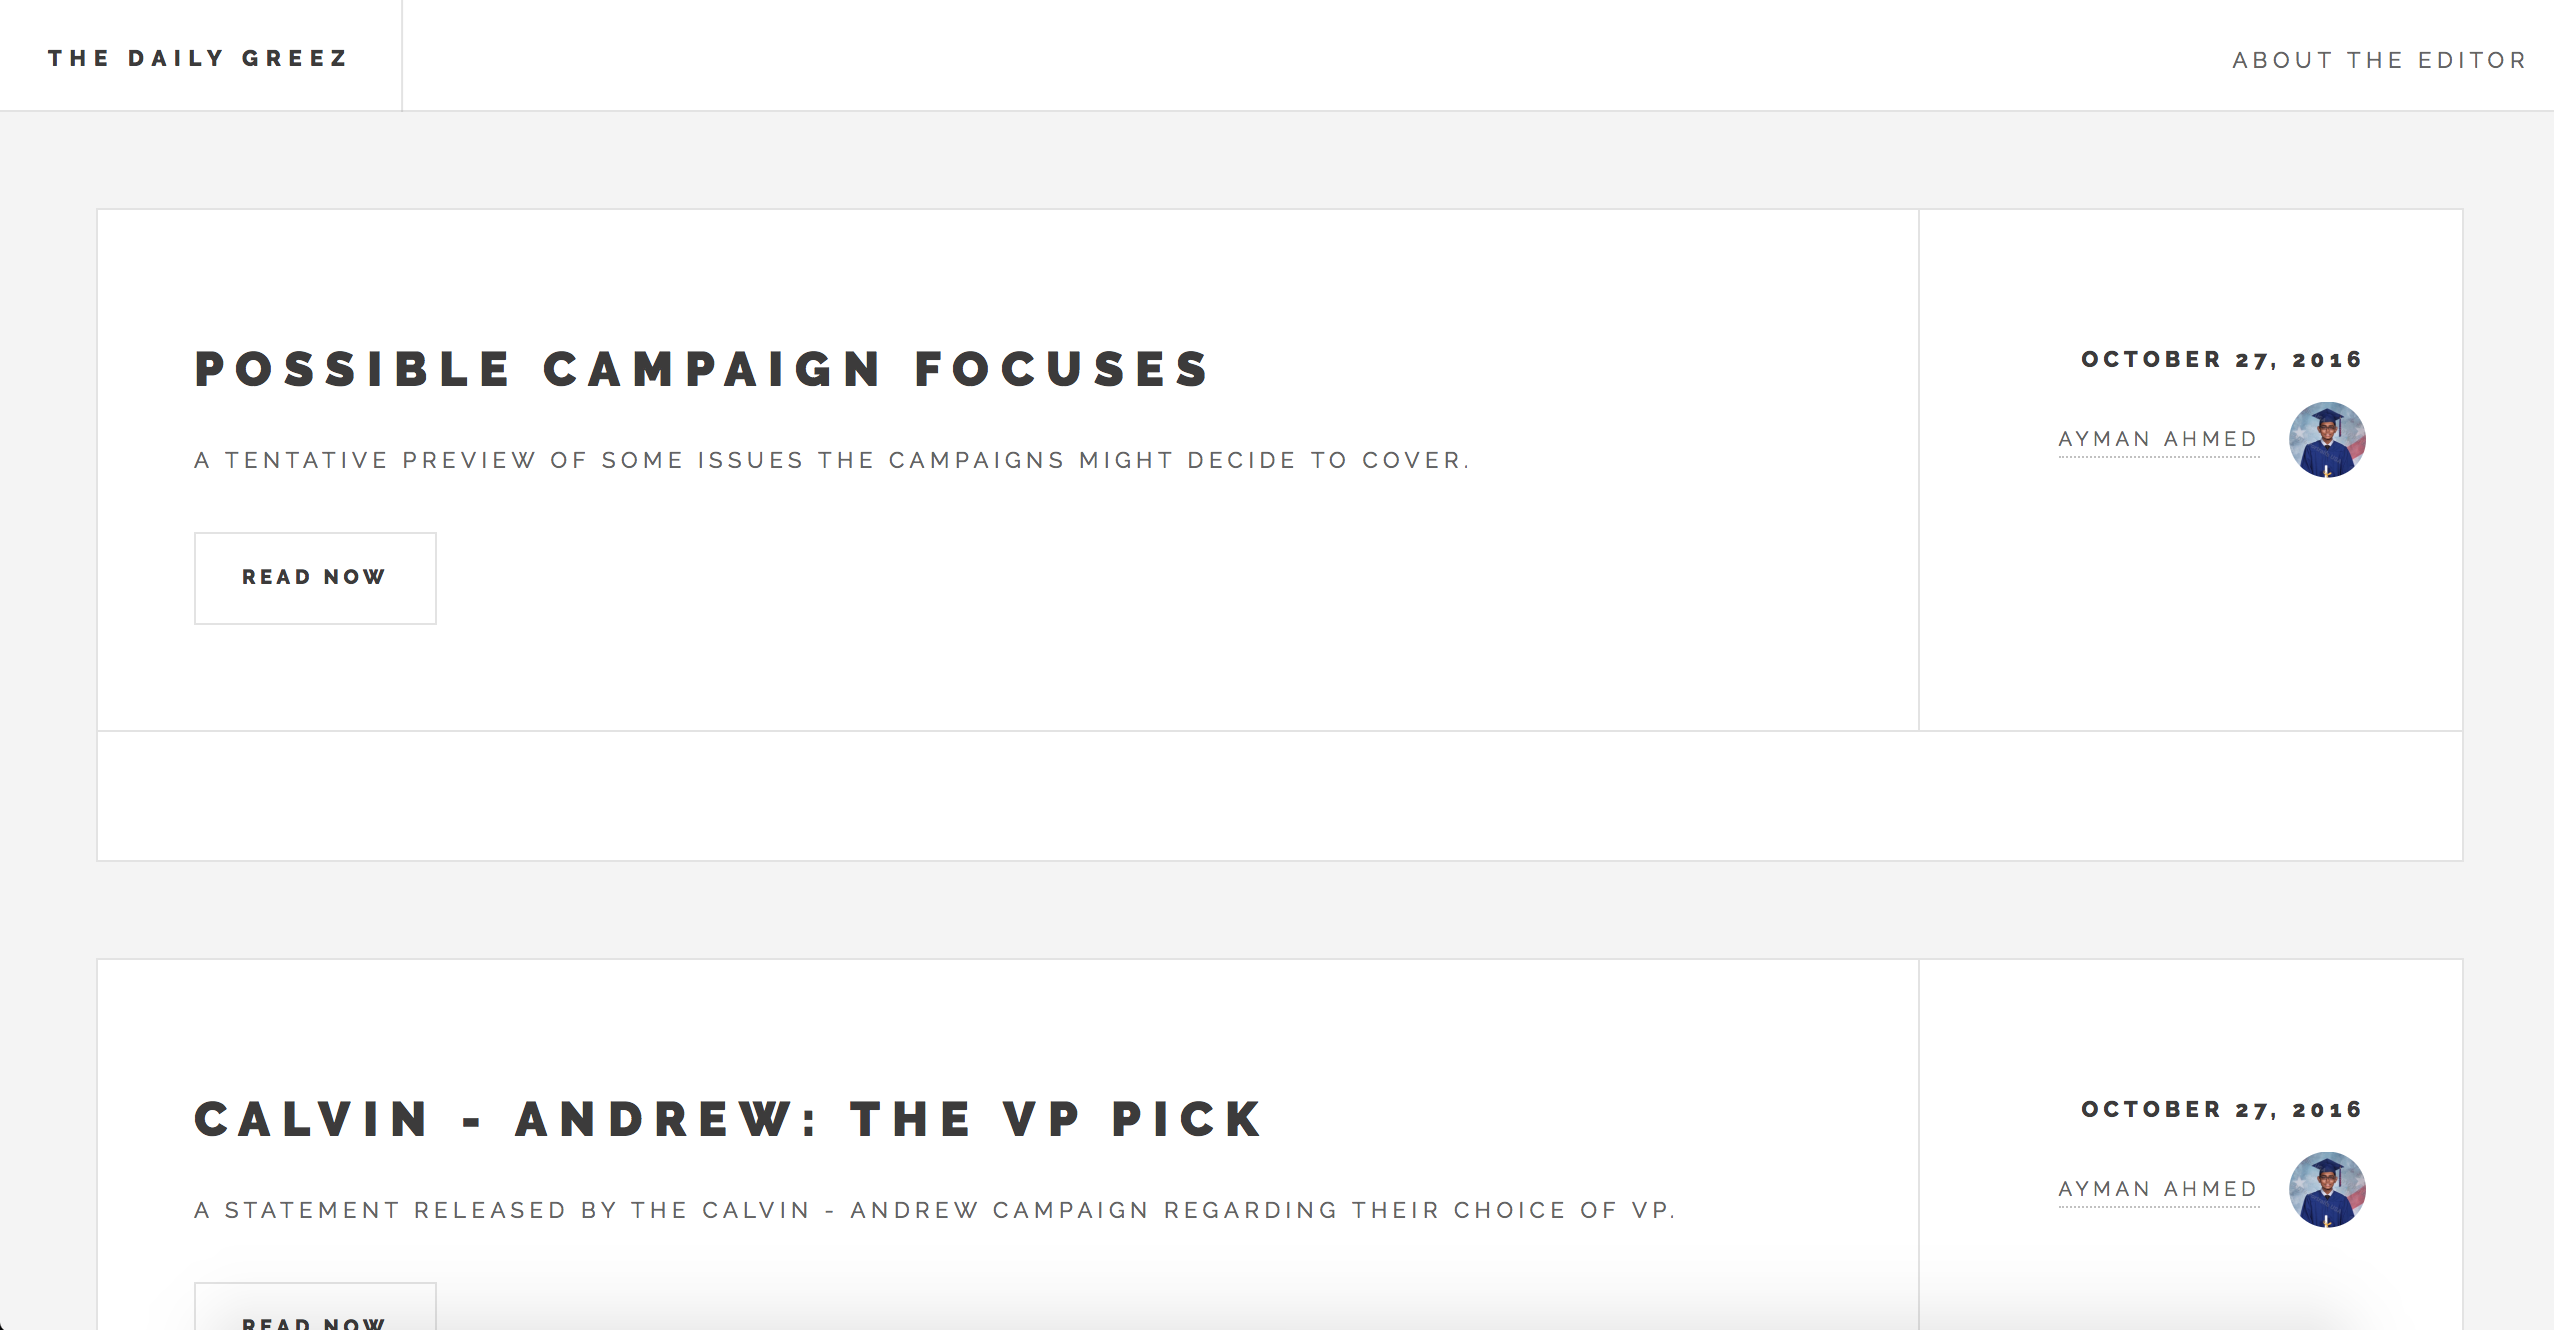 THE DAILY GREEZ
ABOUT THE EDITOR
POSSIBLE CAMPAIGN FOCUSES
A TENTATIVE PREVIEW OF SOME ISSUES THE CAMPAIGNS MIGHT DECIDE TO COVER.
READ NOW
OCTOBER 27, 2016
AYMAN AHMED
CALVIN - ANDREW: THE VP PICK
A STATEMENT RELEASED BY THE CALVIN - ANDREW CAMPAIGN REGARDING THEIR CHOICE OF VP.
READ NOW
OCTOBER 27, 2016
AYMAN AHMED